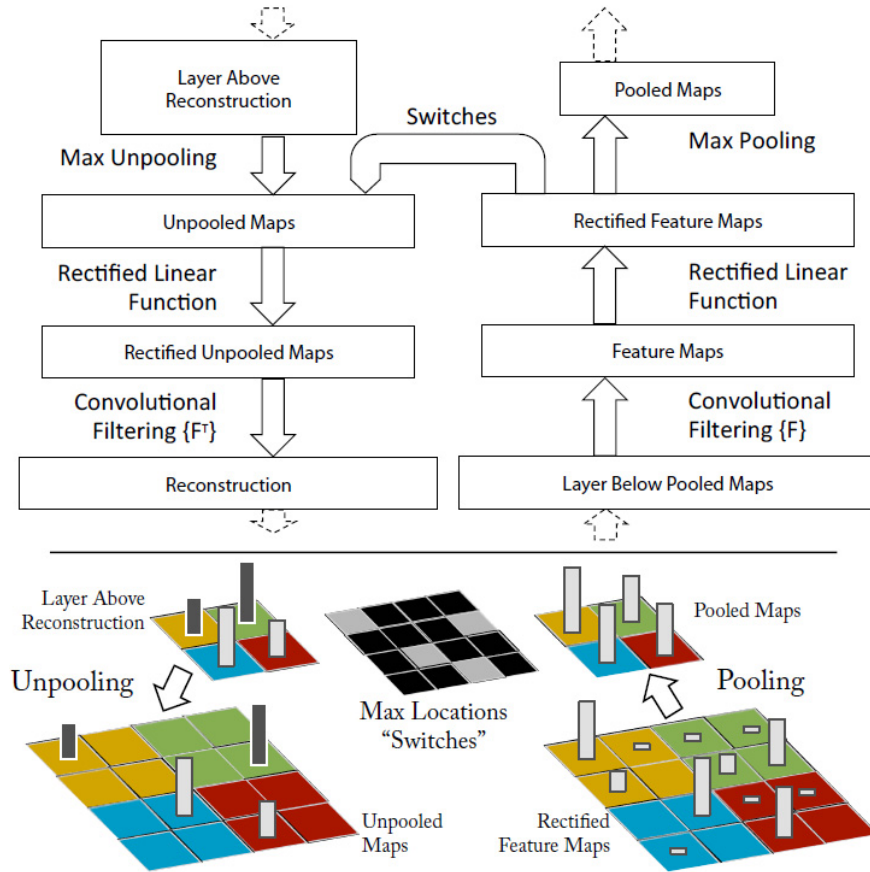 Layer Above
Reconstruction
Pooled Maps
Switches
Max Unpooling
Max Pooling
Unpooled Maps
Rectified Feature Maps
Rectified Linear
Function
Rectified Linear
Function
Rectified Unpooled Maps
Feature Maps
Convolutional
Filtering {Fᵀ}
Convolutional
Filtering {F}
Reconstruction
Layer Below Pooled Maps
Layer Above
Reconstruction
Pooled Maps
Unpooling
Max Locations
“Switches”
Pooling
Unpooled
Maps
Rectified
Feature Maps